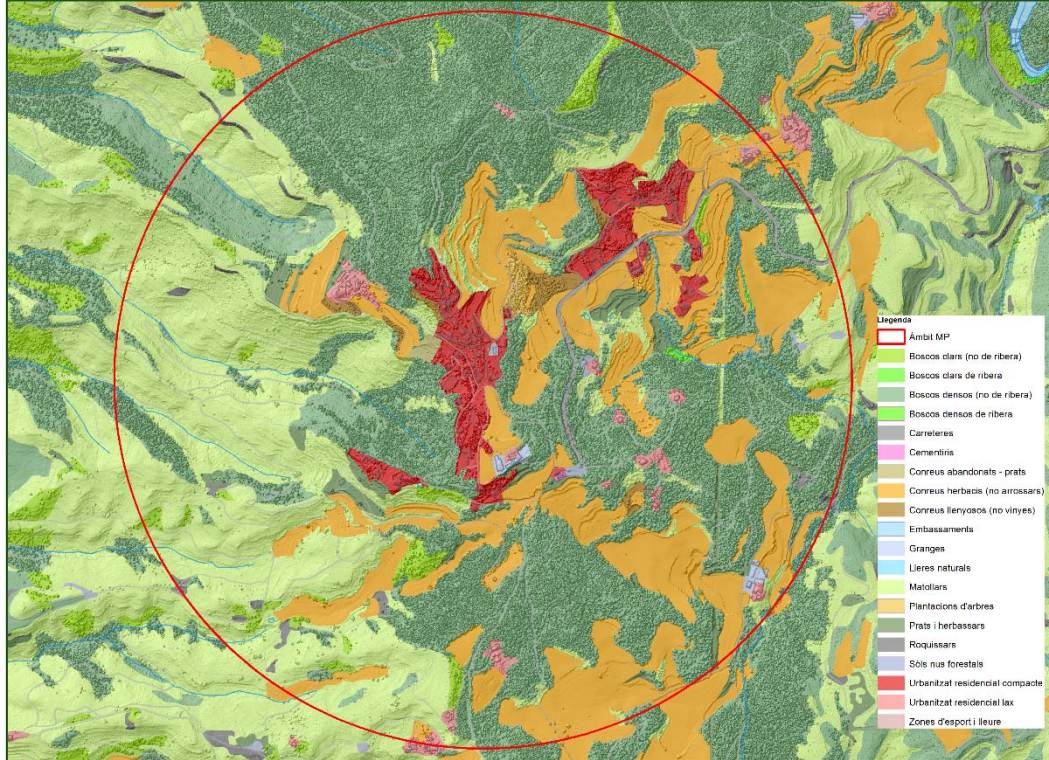 Llegenda
Àmbit MP
Boscos clars (no de ribera)
Boscos clars de ribera
Boscos densos (no de ribera)
Boscos densos de ribera
Carreteres
Cementiris
Conreus abandonats - prats
Conreus herbacis (no arrossars)
Conreus llenyosos (no vinyes)
Embassaments
Granges
Lleres naturals
Matollars
Plantacions d'arbres
Prats i herbassars
Roquissars
Sòls nus forestals
Urbanitzat residencial compacte
Urbanitzat residencial lax
Zones d'esport i lleure